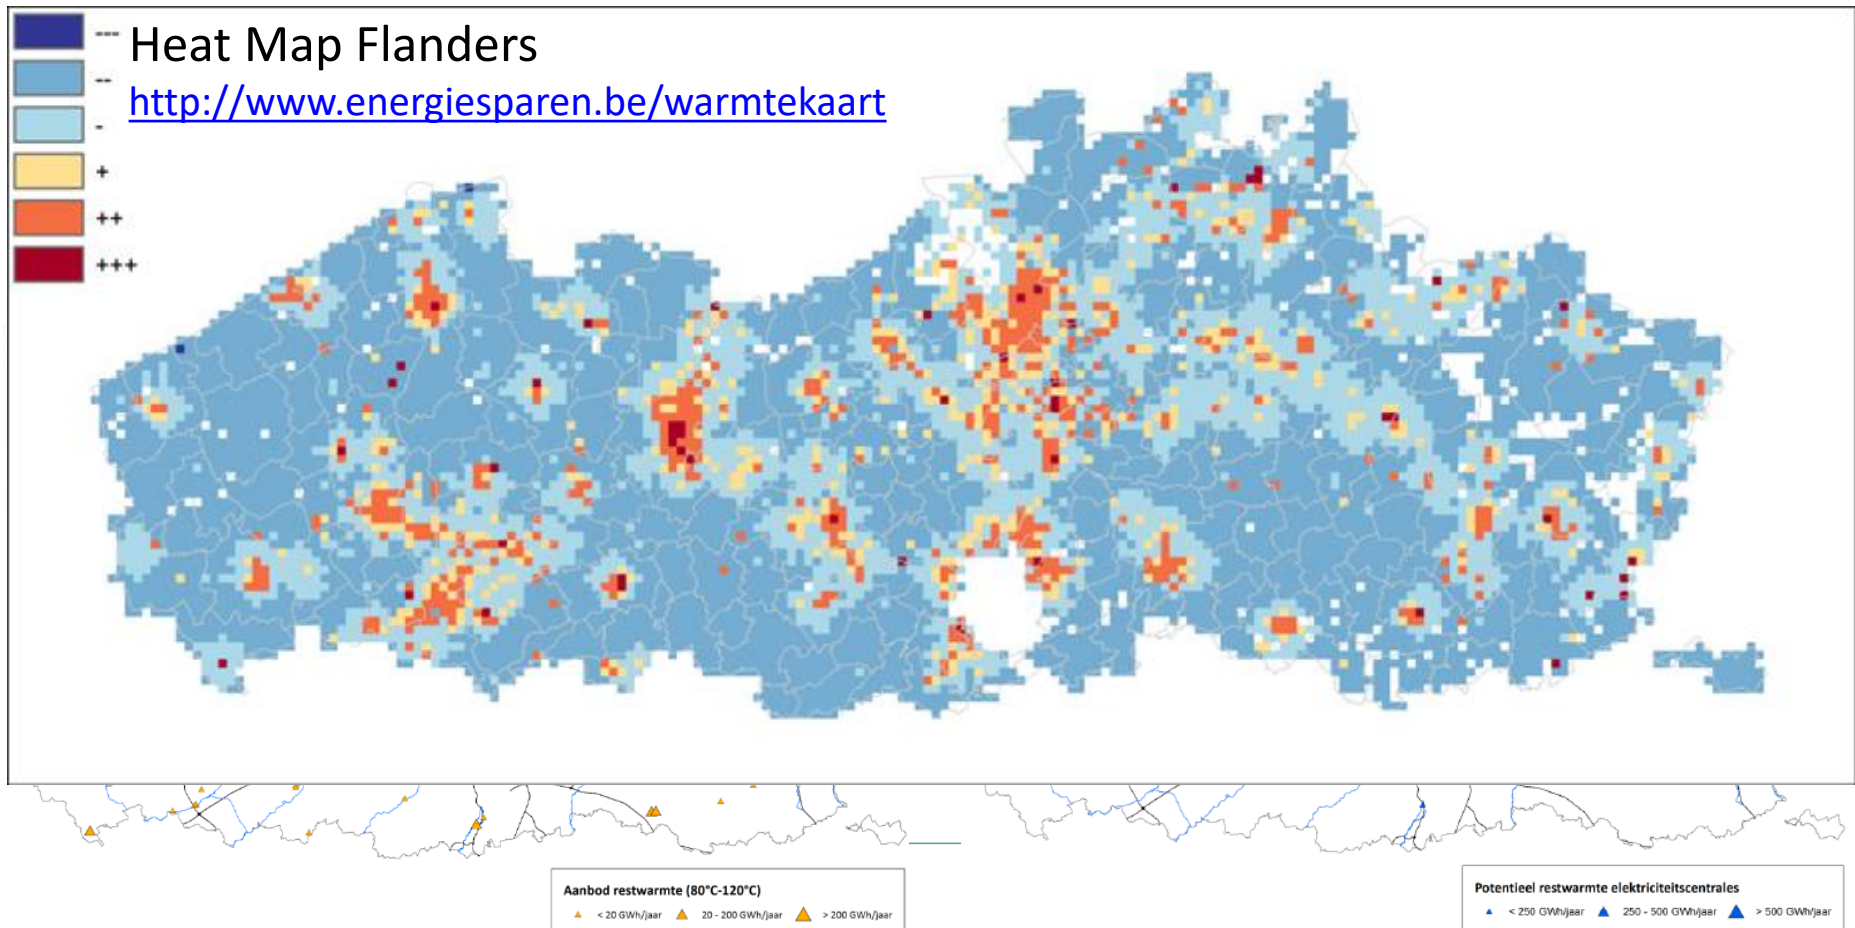 Heat Map Flanders
http://www.energiesparen.be/warmtekaart
---
--
-
+
++
+++
Aanbod restwarmte (80°C-120°C)
< 20 GWh/jaar 20 - 200 GWh/jaar > 200 GWh/jaar
Potentieel restwarmte elektriciteitscentrales
< 250 GWh/jaar 250 - 500 GWh/jaar > 500 GWh/jaar